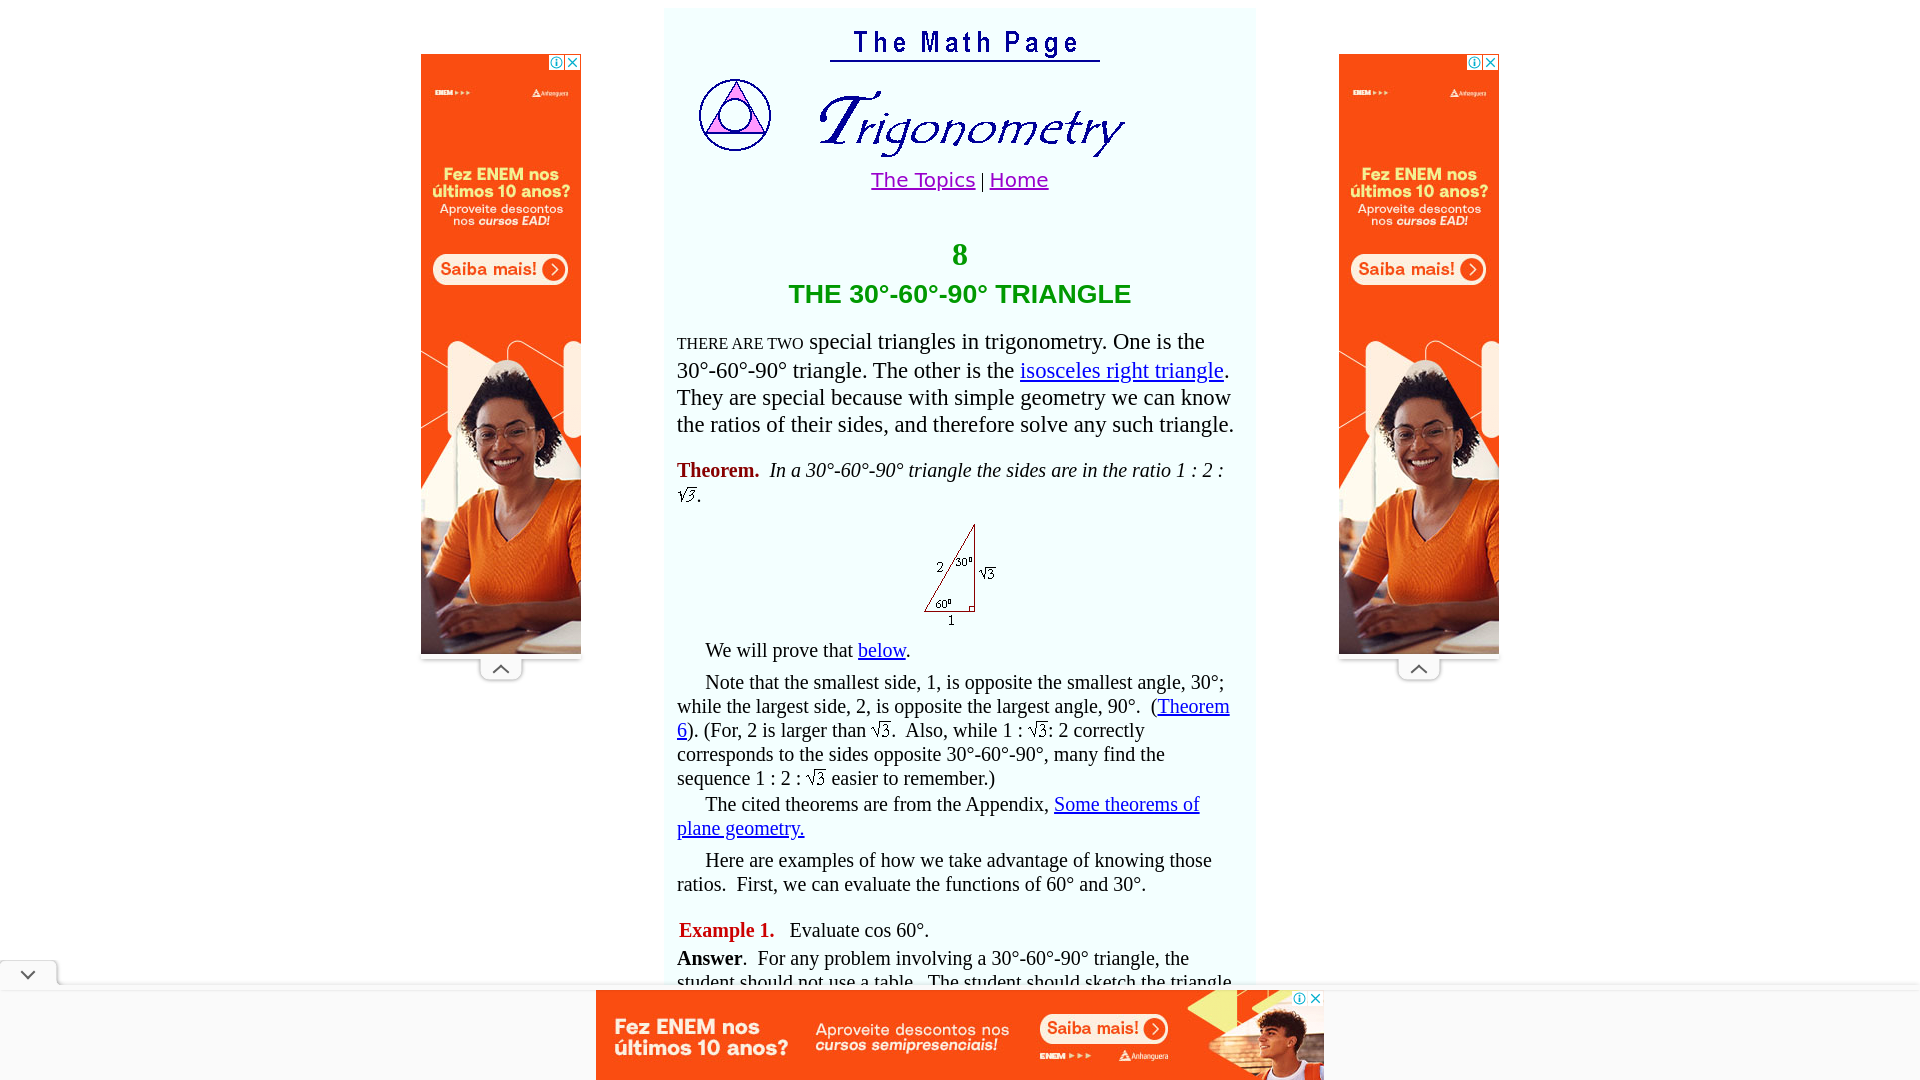 The Math Page
Trigonometry
The Topics | Home
8
THE 30°-60°-90° TRIANGLE
THERE ARE TWO special triangles in trigonometry. One is the
30°-60°-90° triangle. The other is the isosceles right triangle.
They are special because with simple geometry we can know
the ratios of their sides, and therefore solve any such triangle.
Theorem. In a 30°-60°-90° triangle the sides are in the ratio 1 : 2 :
√3.
2
30⁰
√3
60⁰
1
We will prove that below.
Note that the smallest side, 1, is opposite the smallest angle, 30°;
while the largest side, 2, is opposite the largest angle, 90°. (Theorem
6). (For, 2 is larger than √3. Also, while 1 : √3: 2 correctly
corresponds to the sides opposite 30°-60°-90°, many find the
sequence 1 : 2 : √3 easier to remember.)
The cited theorems are from the Appendix, Some theorems of
plane geometry.
Here are examples of how we take advantage of knowing those
ratios. First, we can evaluate the functions of 60° and 30°.
Example 1. Evaluate cos 60°.
Answer. For any problem involving a 30°-60°-90° triangle, the
student should not use a table. The student should sketch the triangle
ENEM
Anhanguera
Fez ENEM nos
últimos 10 anos?
Aproveite descontos
nos cursos EAD!
Saiba mais!
ENEM
Anhanguera
Fez ENEM nos
últimos 10 anos?
Aproveite descontos
nos cursos EAD!
Saiba mais!
Fez ENEM nos
últimos 10 anos?
Aproveite descontos nos
cursos semipresenciais!
Saiba mais!
ENEM
Anhanguera